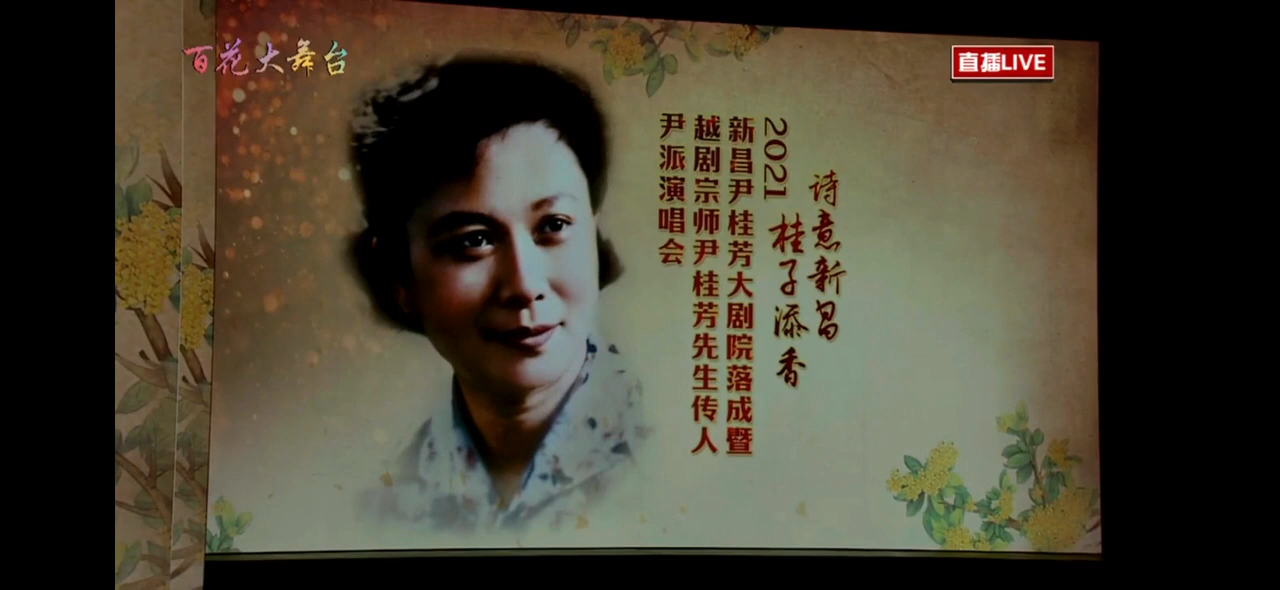 百花大舞台
直播LIVE
诗意新昌
2021 桂子添香
新昌尹桂芳大剧院落成暨
越剧宗师尹桂芳先生传人
尹派演唱会